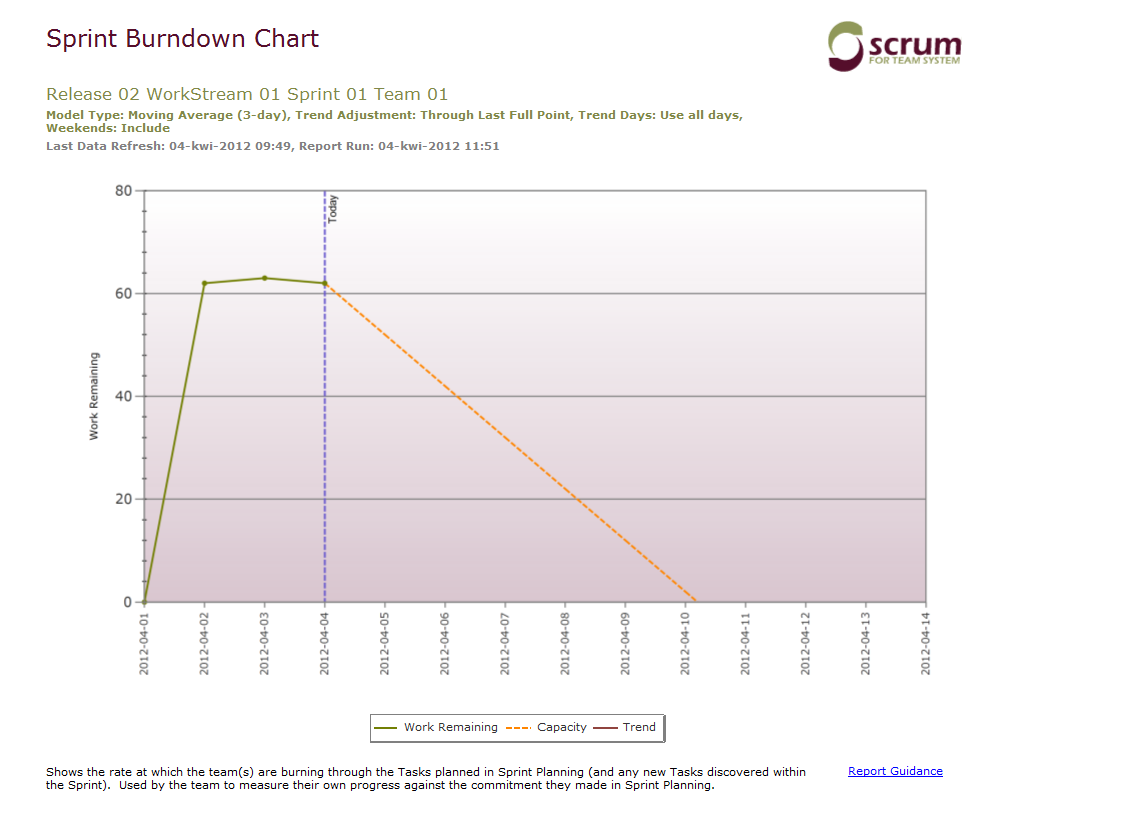 Sprint Burndown Chart
scrum
FOR TEAM SYSTEM
Release 02 WorkStream 01 Sprint 01 Team 01
Model Type: Moving Average (3-day), Trend Adjustment: Through Last Full Point, Trend Days: Use all days,
Weekends: Include
Last Data Refresh: 04-kwi-2012 09:49, Report Run: 04-kwi-2012 11:51
80
60
40
20
0
Work Remaining
Today
2012-04-01
2012-04-02
2012-04-03
2012-04-04
2012-04-05
2012-04-06
2012-04-07
2012-04-08
2012-04-09
2012-04-10
2012-04-11
2012-04-12
2012-04-13
2012-04-14
Work Remaining Capacity Trend
Shows the rate at which the team(s) are burning through the Tasks planned in Sprint Planning (and any new Tasks discovered within
the Sprint). Used by the team to measure their own progress against the commitment they made in Sprint Planning.
Report Guidance